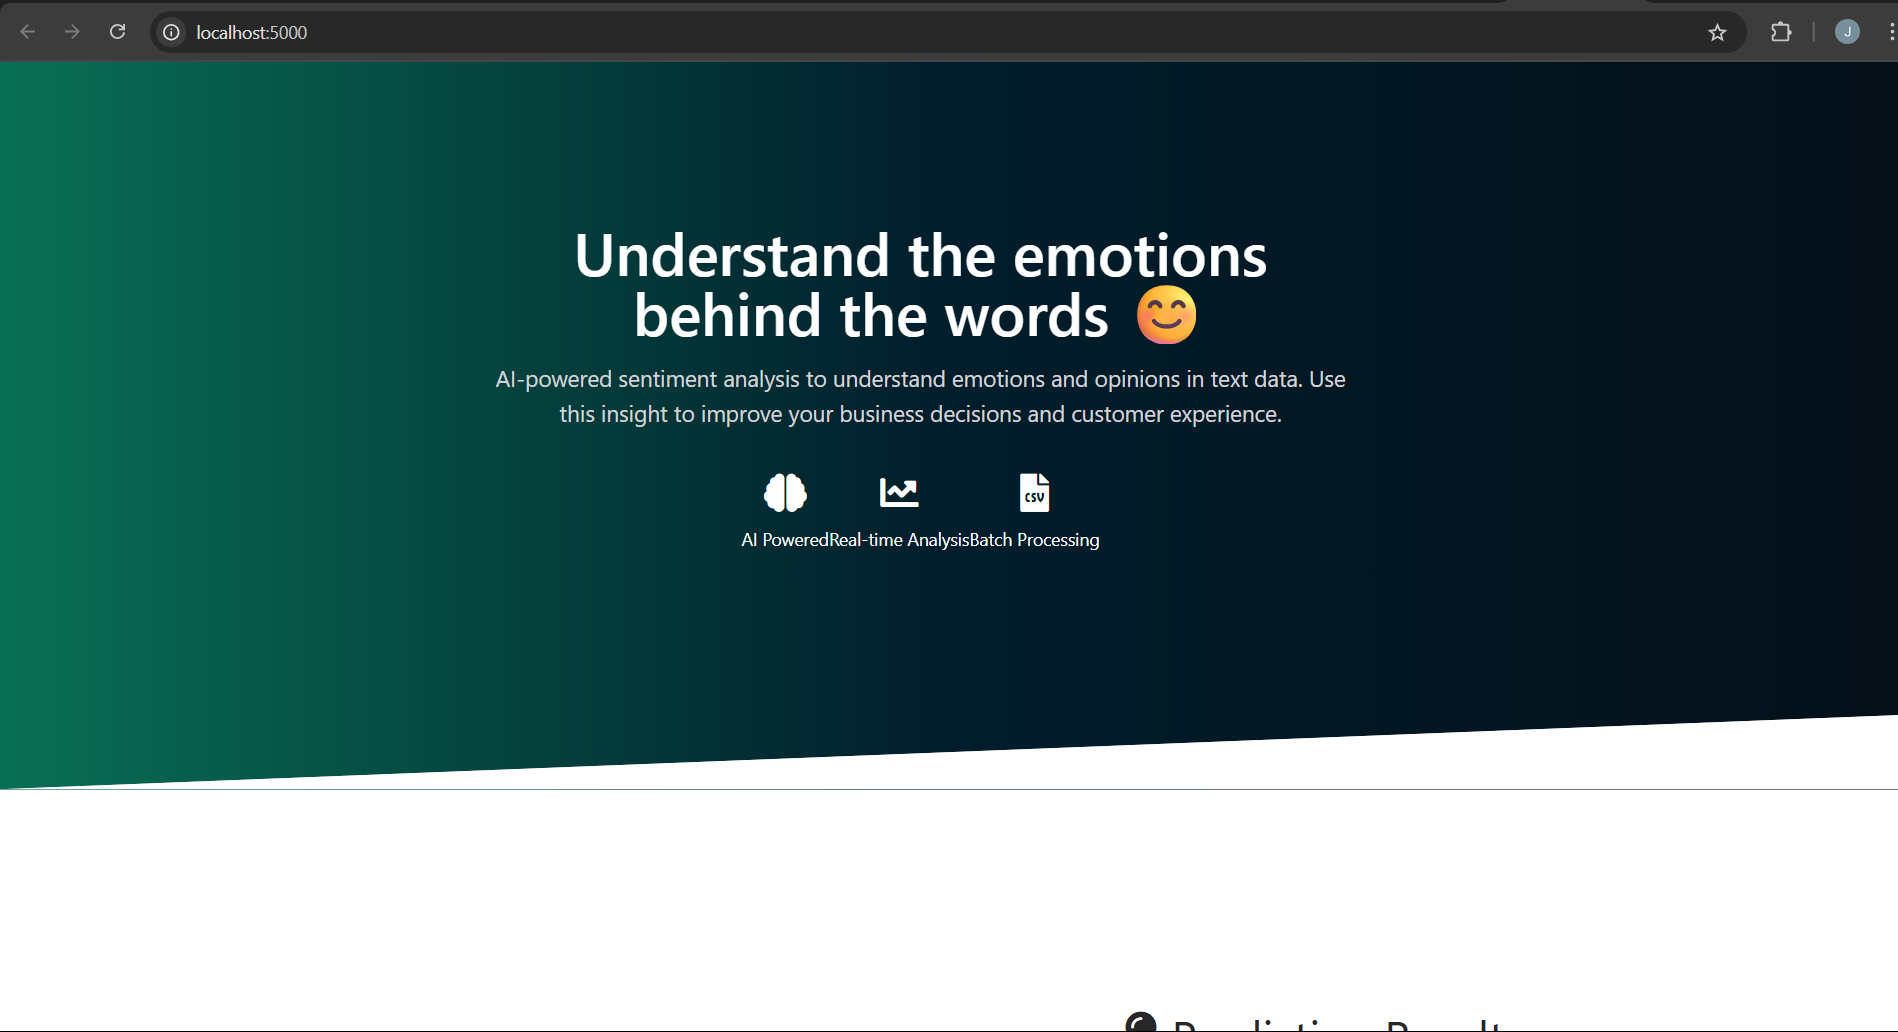 localhost:5000
J
Understand the emotions
behind the words 😊
AI-powered sentiment analysis to understand emotions and opinions in text data. Use
this insight to improve your business decisions and customer experience.
CSV
AI PoweredReal-time AnalysisBatch Processing